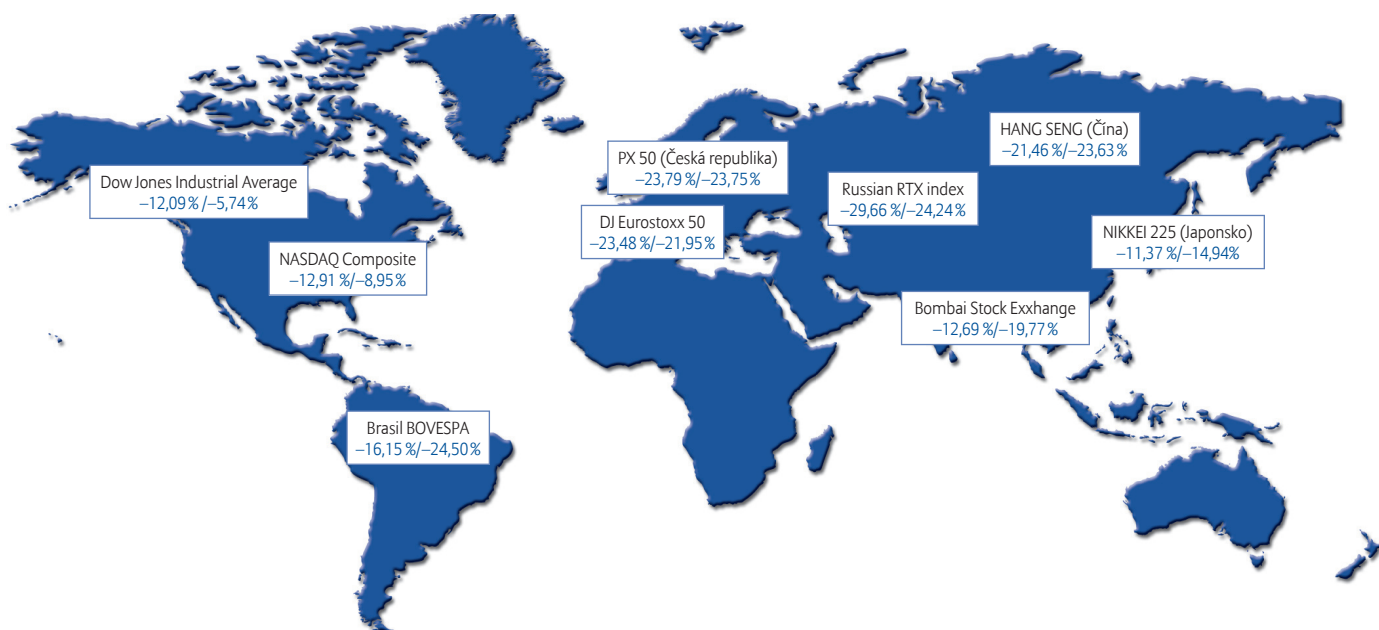 HANG SENG (Čína)
–21,46 %/–23,63 %
PX 50 (Česká republika)
–23,79 %/–23,75 %
Dow Jones Industrial Average
–12,09 %/–5,74 %
Russian RTX index
–29,66 %/–24,24 %
DJ Eurostoxx 50
–23,48 %/–21,95 %
NIKKEI 225 (Japonsko)
–11,37 %/–14,94%
NASDAQ Composite
–12,91 %/–8,95%
Bombai Stock Exxhange
–12,69 %/–19,77 %
Brasil BOVESPA
–16,15 %/–24,50 %